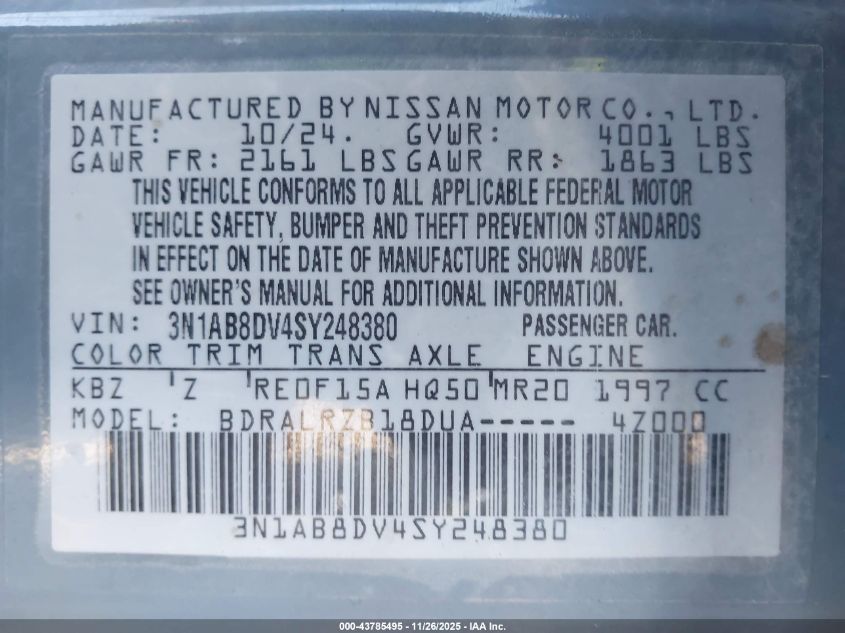 MANUFACTURED BY NISSAN MOTOR CO., LTD.
DATE: 10/24. GVWR: 4001 LBS
GAWR FR: 2161 LBS GAWR RR: 1863 LBS
THIS VEHICLE CONFORMS TO ALL APPLICABLE FEDERAL MOTOR
VEHICLE SAFETY, BUMPER AND THEFT PREVENTION STANDARDS
IN EFFECT ON THE DATE OF MANUFACTURE SHOWN ABOVE.
SEE OWNER'S MANUAL FOR ADDITIONAL INFORMATION.
VIN: 3N1AB8DV4SY248380 PASSENGER CAR.
COLOR TRIM TRANS AXLE ENGINE
KBZ 'Z 'RE0F15A HQ50'MR20 1997 CC
MODEL: BDRALRZB18DUA----- 4Z000
3N1AB8DV4SY248380
000-43785495 - 11/26/2025 - IAA Inc.